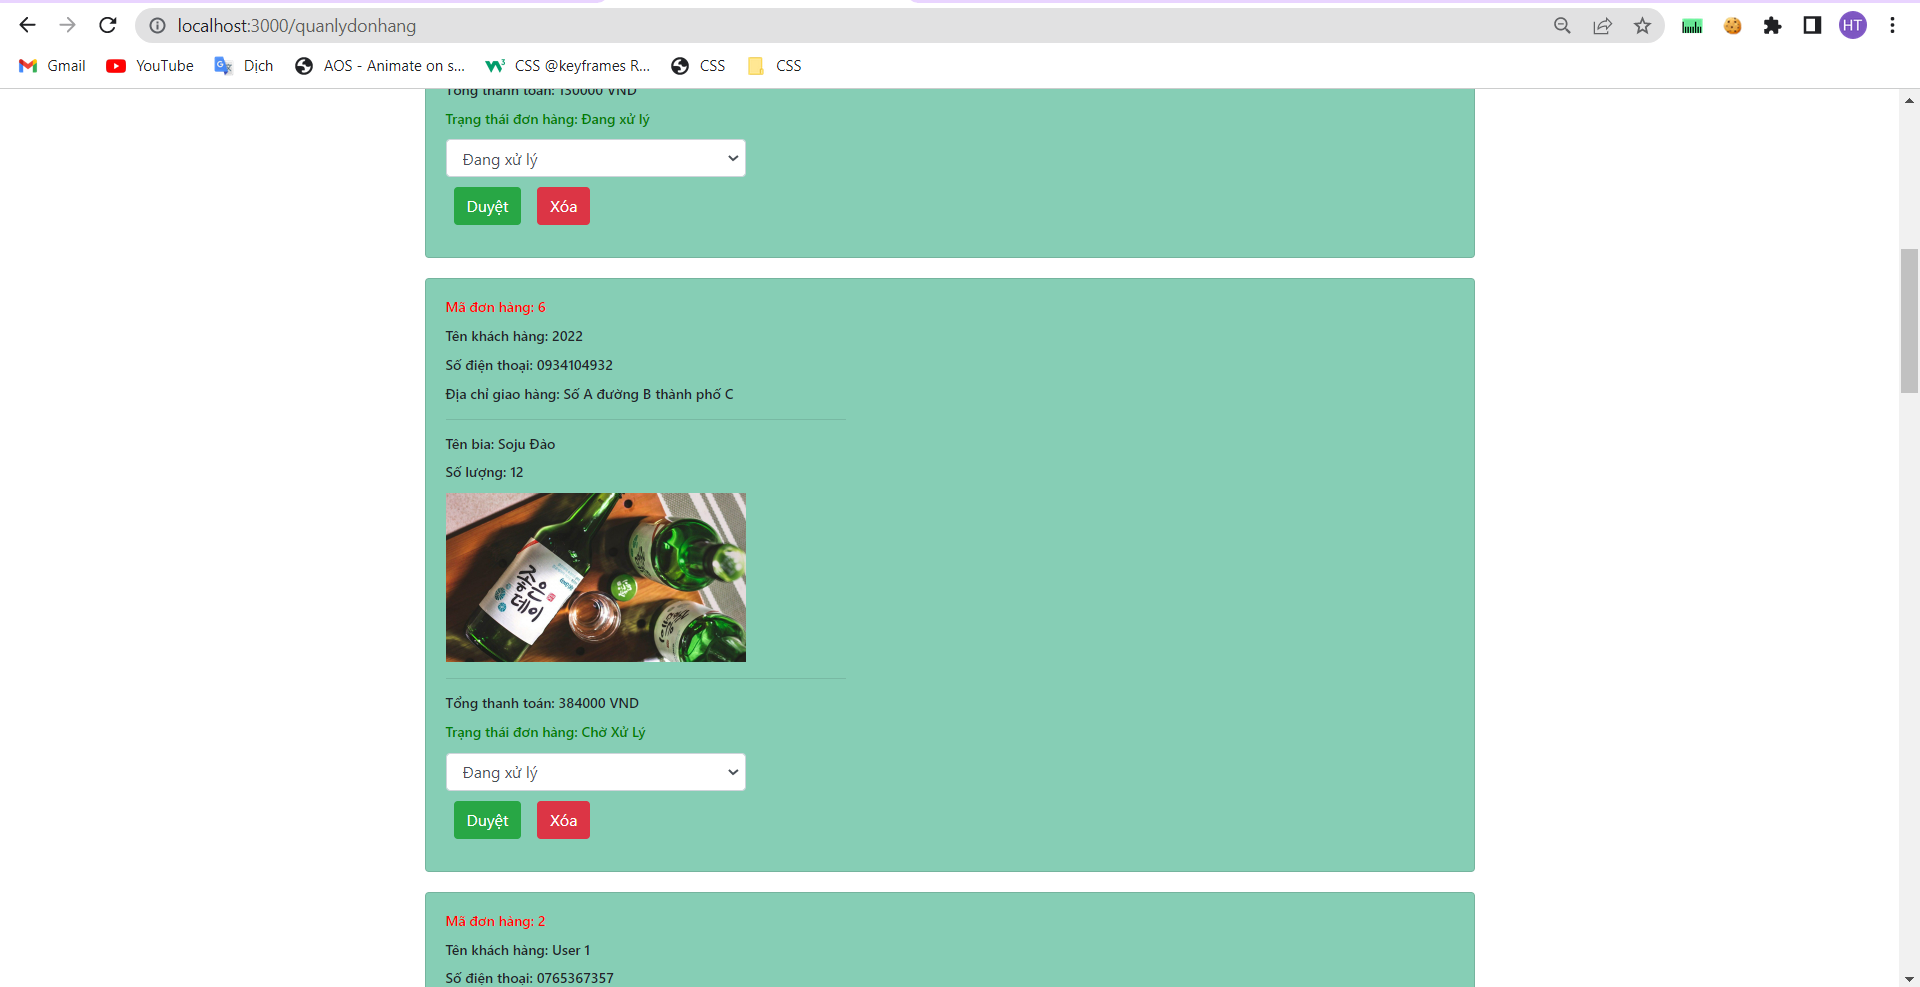 localhost:3000/quanlydonhang
HT
Gmail
YouTube
Dịch
AOS - Animate on s...
CSS @keyframes R...
CSS
CSS
Tổng thanh toán: 130000 VND
Trạng thái đơn hàng: Đang xử lý
Đang xử lý
Duyệt
Xóa
Mã đơn hàng: 6
Tên khách hàng: 2022
Số điện thoại: 0934104932
Địa chỉ giao hàng: Số A đường B thành phố C
Tên bia: Soju Đào
Số lượng: 12
좋은
데이
Tổng thanh toán: 384000 VND
Trạng thái đơn hàng: Chờ Xử Lý
Đang xử lý
Duyệt
Xóa
Mã đơn hàng: 2
Tên khách hàng: User 1
Số điện thoại: 0765367357